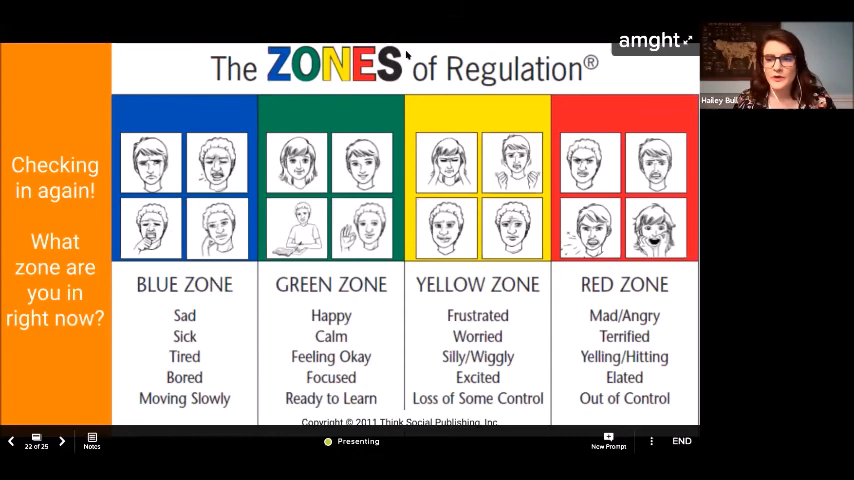 amght
The ZONES of Regulation®
Hailey Bull
Checking
in again!
What
zone are
you in
right now?
BLUE ZONE
Sad
Sick
Tired
Bored
Moving Slowly
GREEN ZONE
Happy
Calm
Feeling Okay
Focused
Ready to Learn
YELLOW ZONE
Frustrated
Worried
Silly/Wiggly
Excited
Loss of Some Control
RED ZONE
Mad/Angry
Terrified
Yelling/Hitting
Elated
Out of Control
Copyright © 2011 Think Social Publishing, Inc.
22 of 25
Notes
Presenting
New Prompt
END